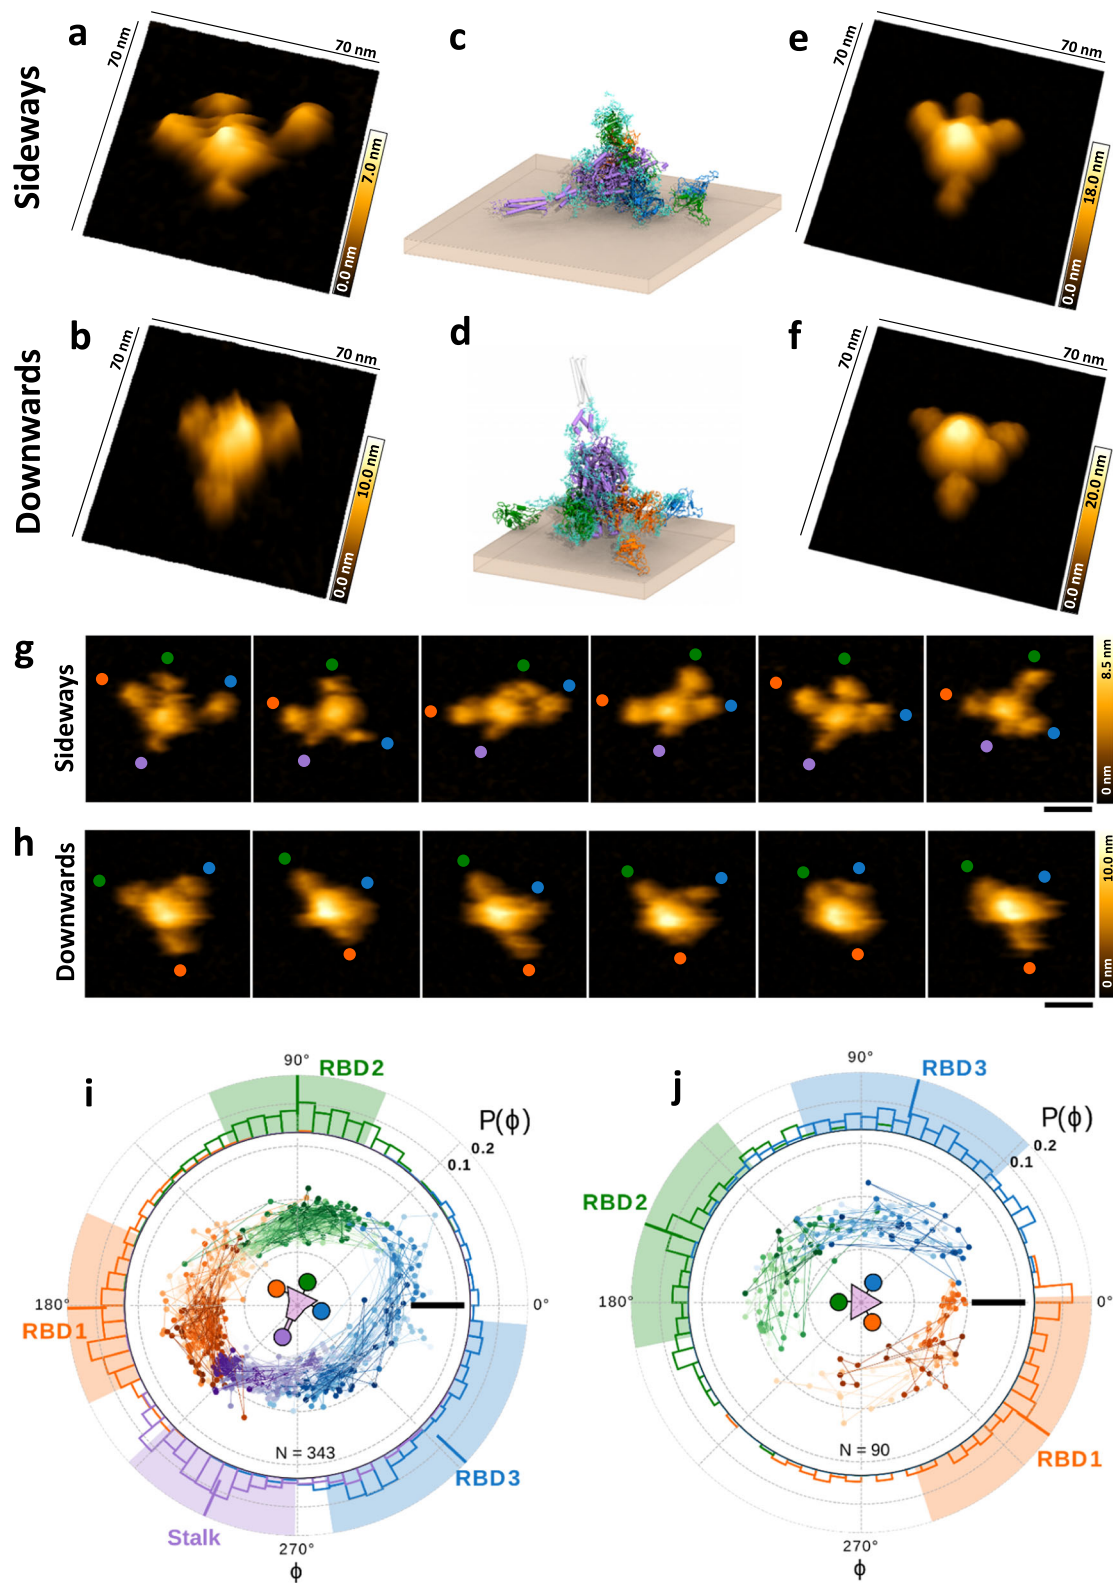 Sideways
a
70 nm
70 nm
7.0 nm
0.0 nm
c
e
70 nm
70 nm
18.0 nm
0.0 nm
Downwards
b
70 nm
70 nm
10.0 nm
0.0 nm
d
f
70 nm
70 nm
20.0 nm
0.0 nm
g
Sideways
8.5 nm
0 nm
h
Downwards
10.0 nm
0 nm
i
90°
RBD2
P(ϕ)
0.2
0.1
180°
0°
RBD1
N = 343
RBD3
Stalk
270°
ϕ
j
90°
RBD3
P(ϕ)
0.2
0.1
RBD2
180°
0°
N = 90
RBD1
270°
ϕ